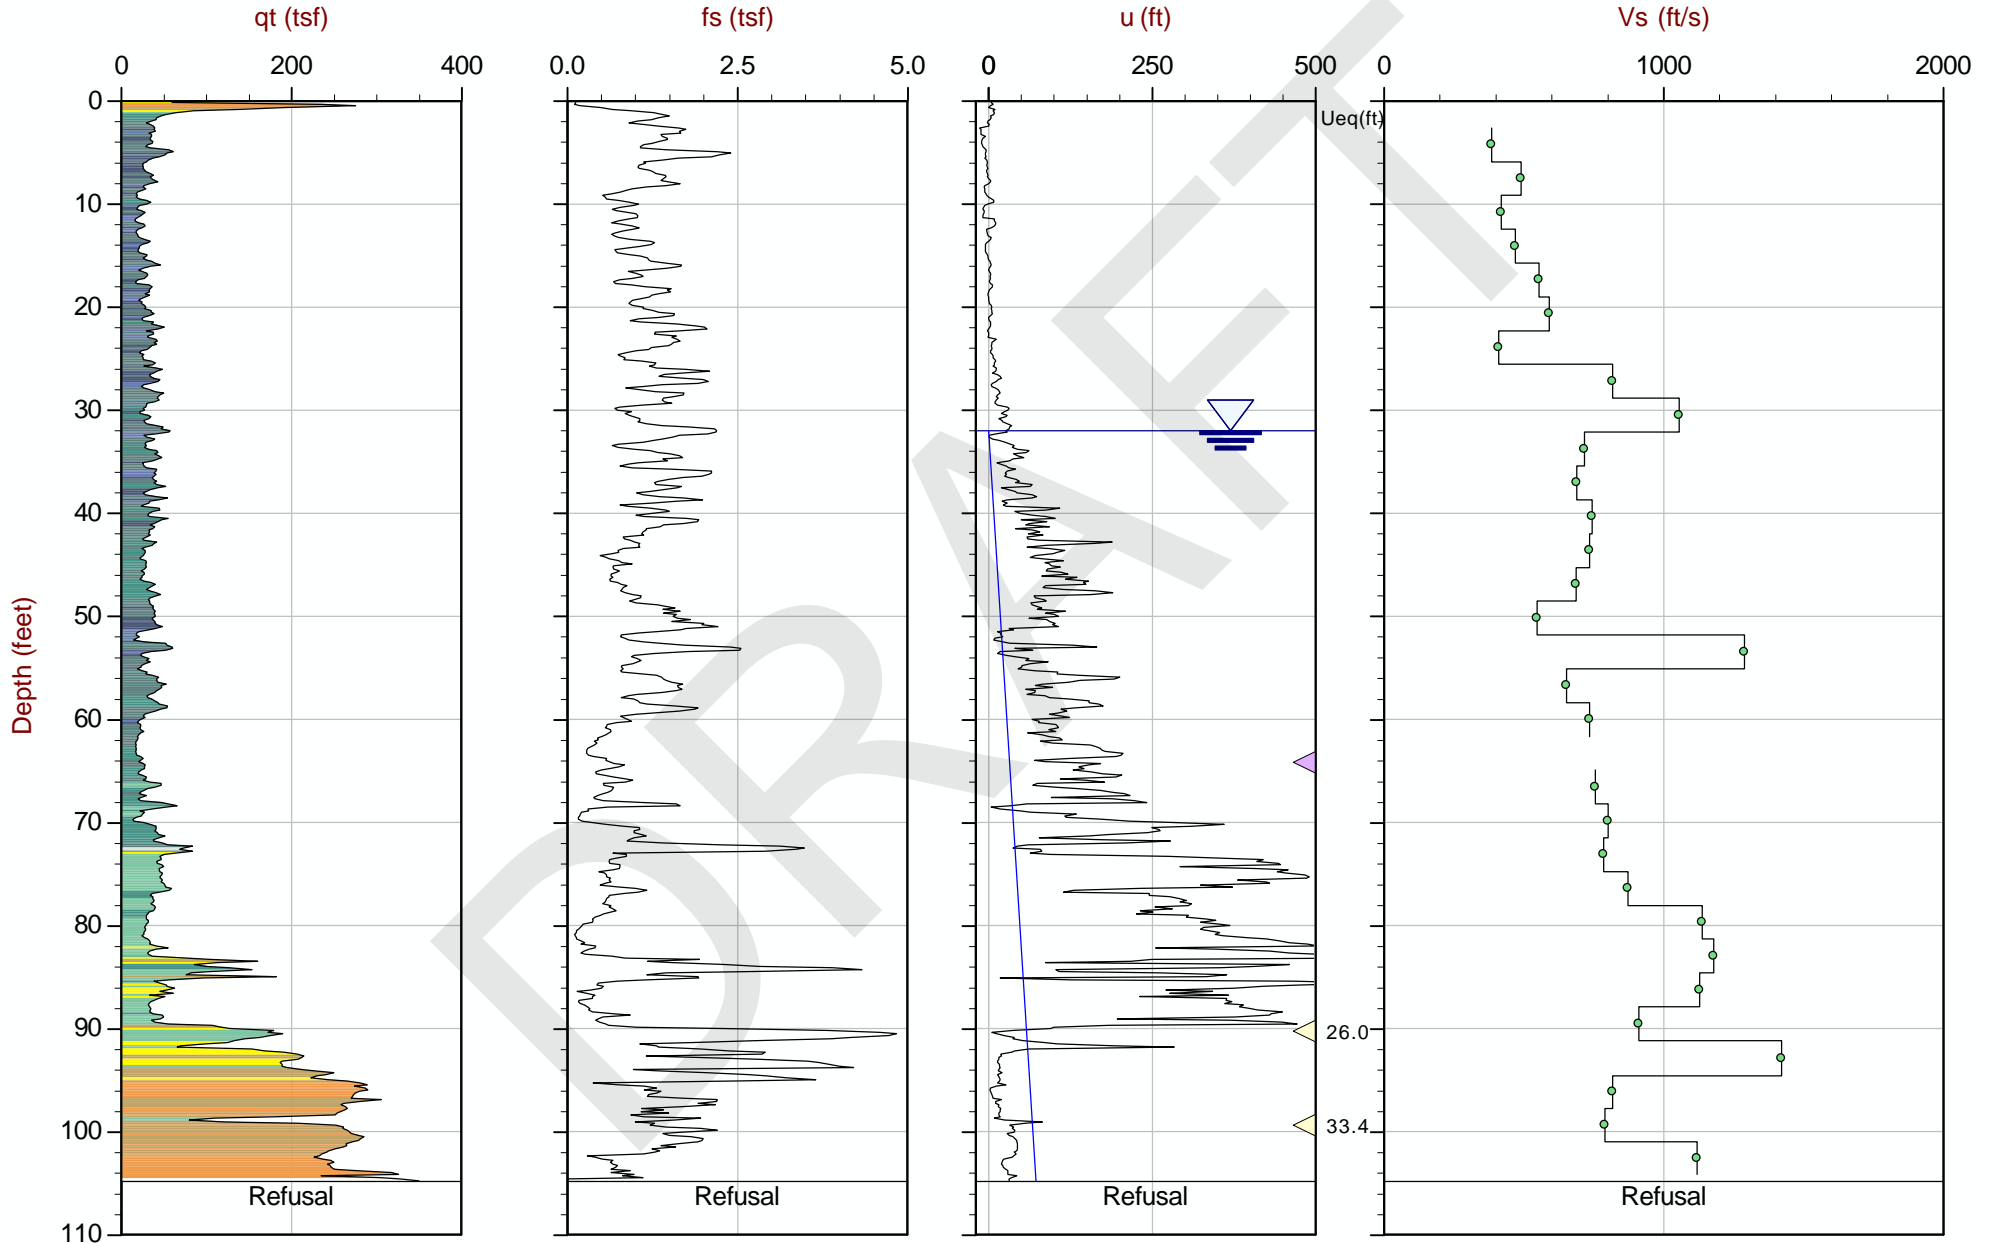 qt (tsf) fs (tsf) u (ft) Vs (ft/s)
0 200 400 0.0 2.5 5.0 0 250 500 0 1000 2000
0
Ueq(ft)
10
20
30
40
50
60
70
80
90
26.0
100
33.4
Refusal Refusal Refusal Refusal
110
Depth (feet)
DRAFT